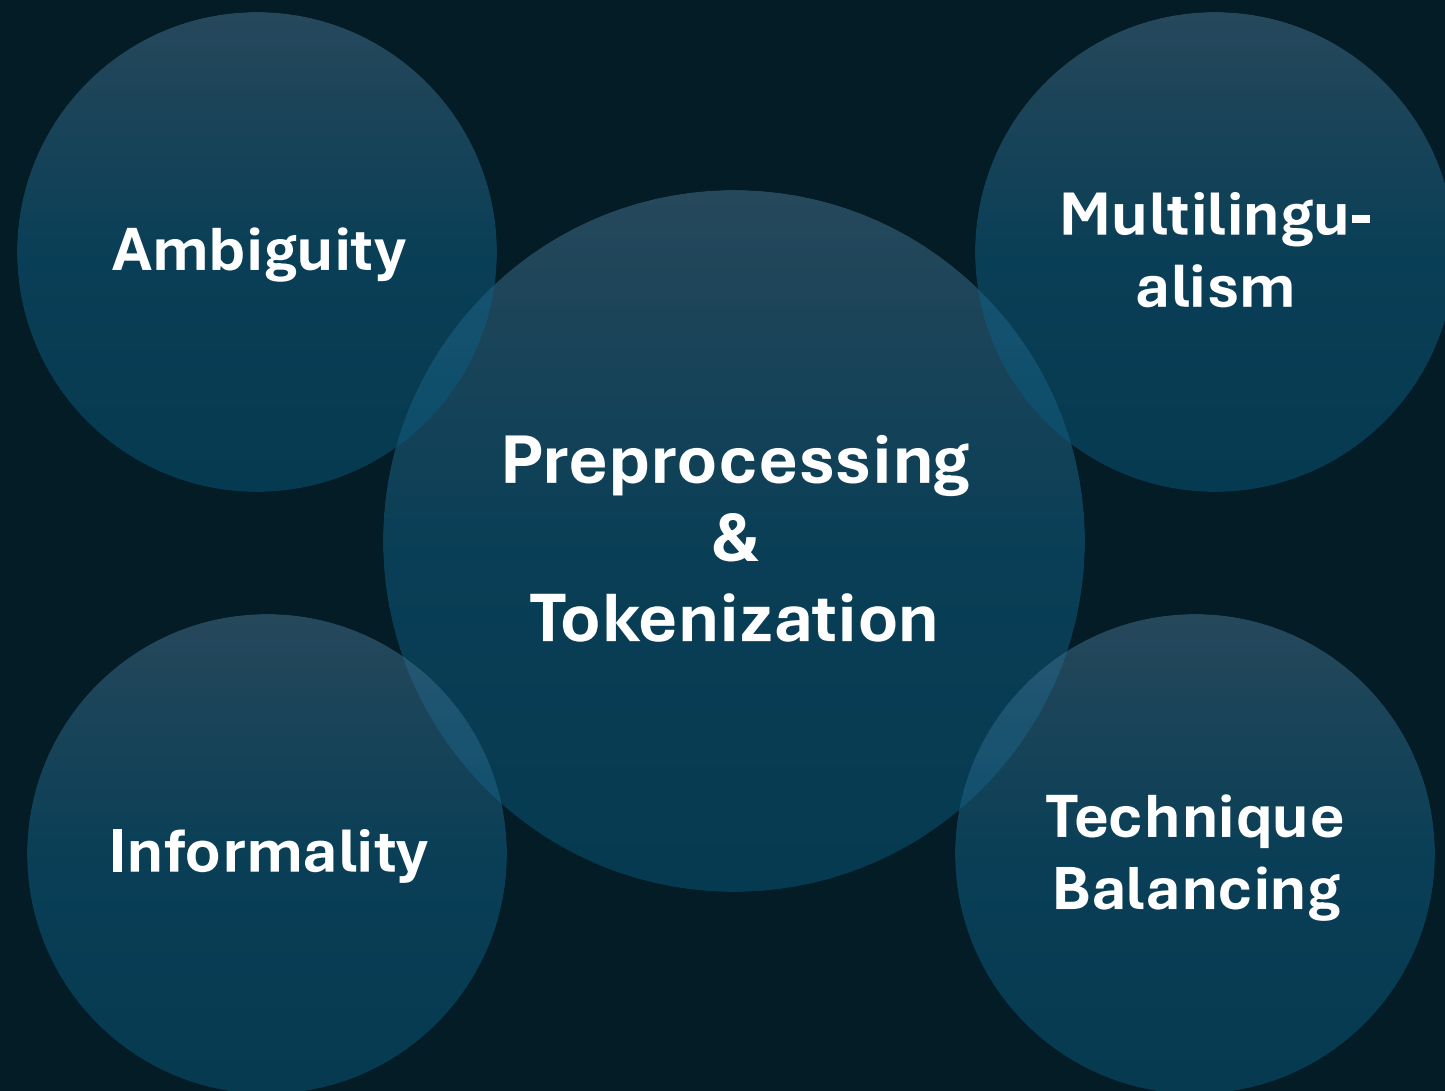 Ambiguity
Multilingu-
alism
Preprocessing
&
Tokenization
Informality
Technique
Balancing